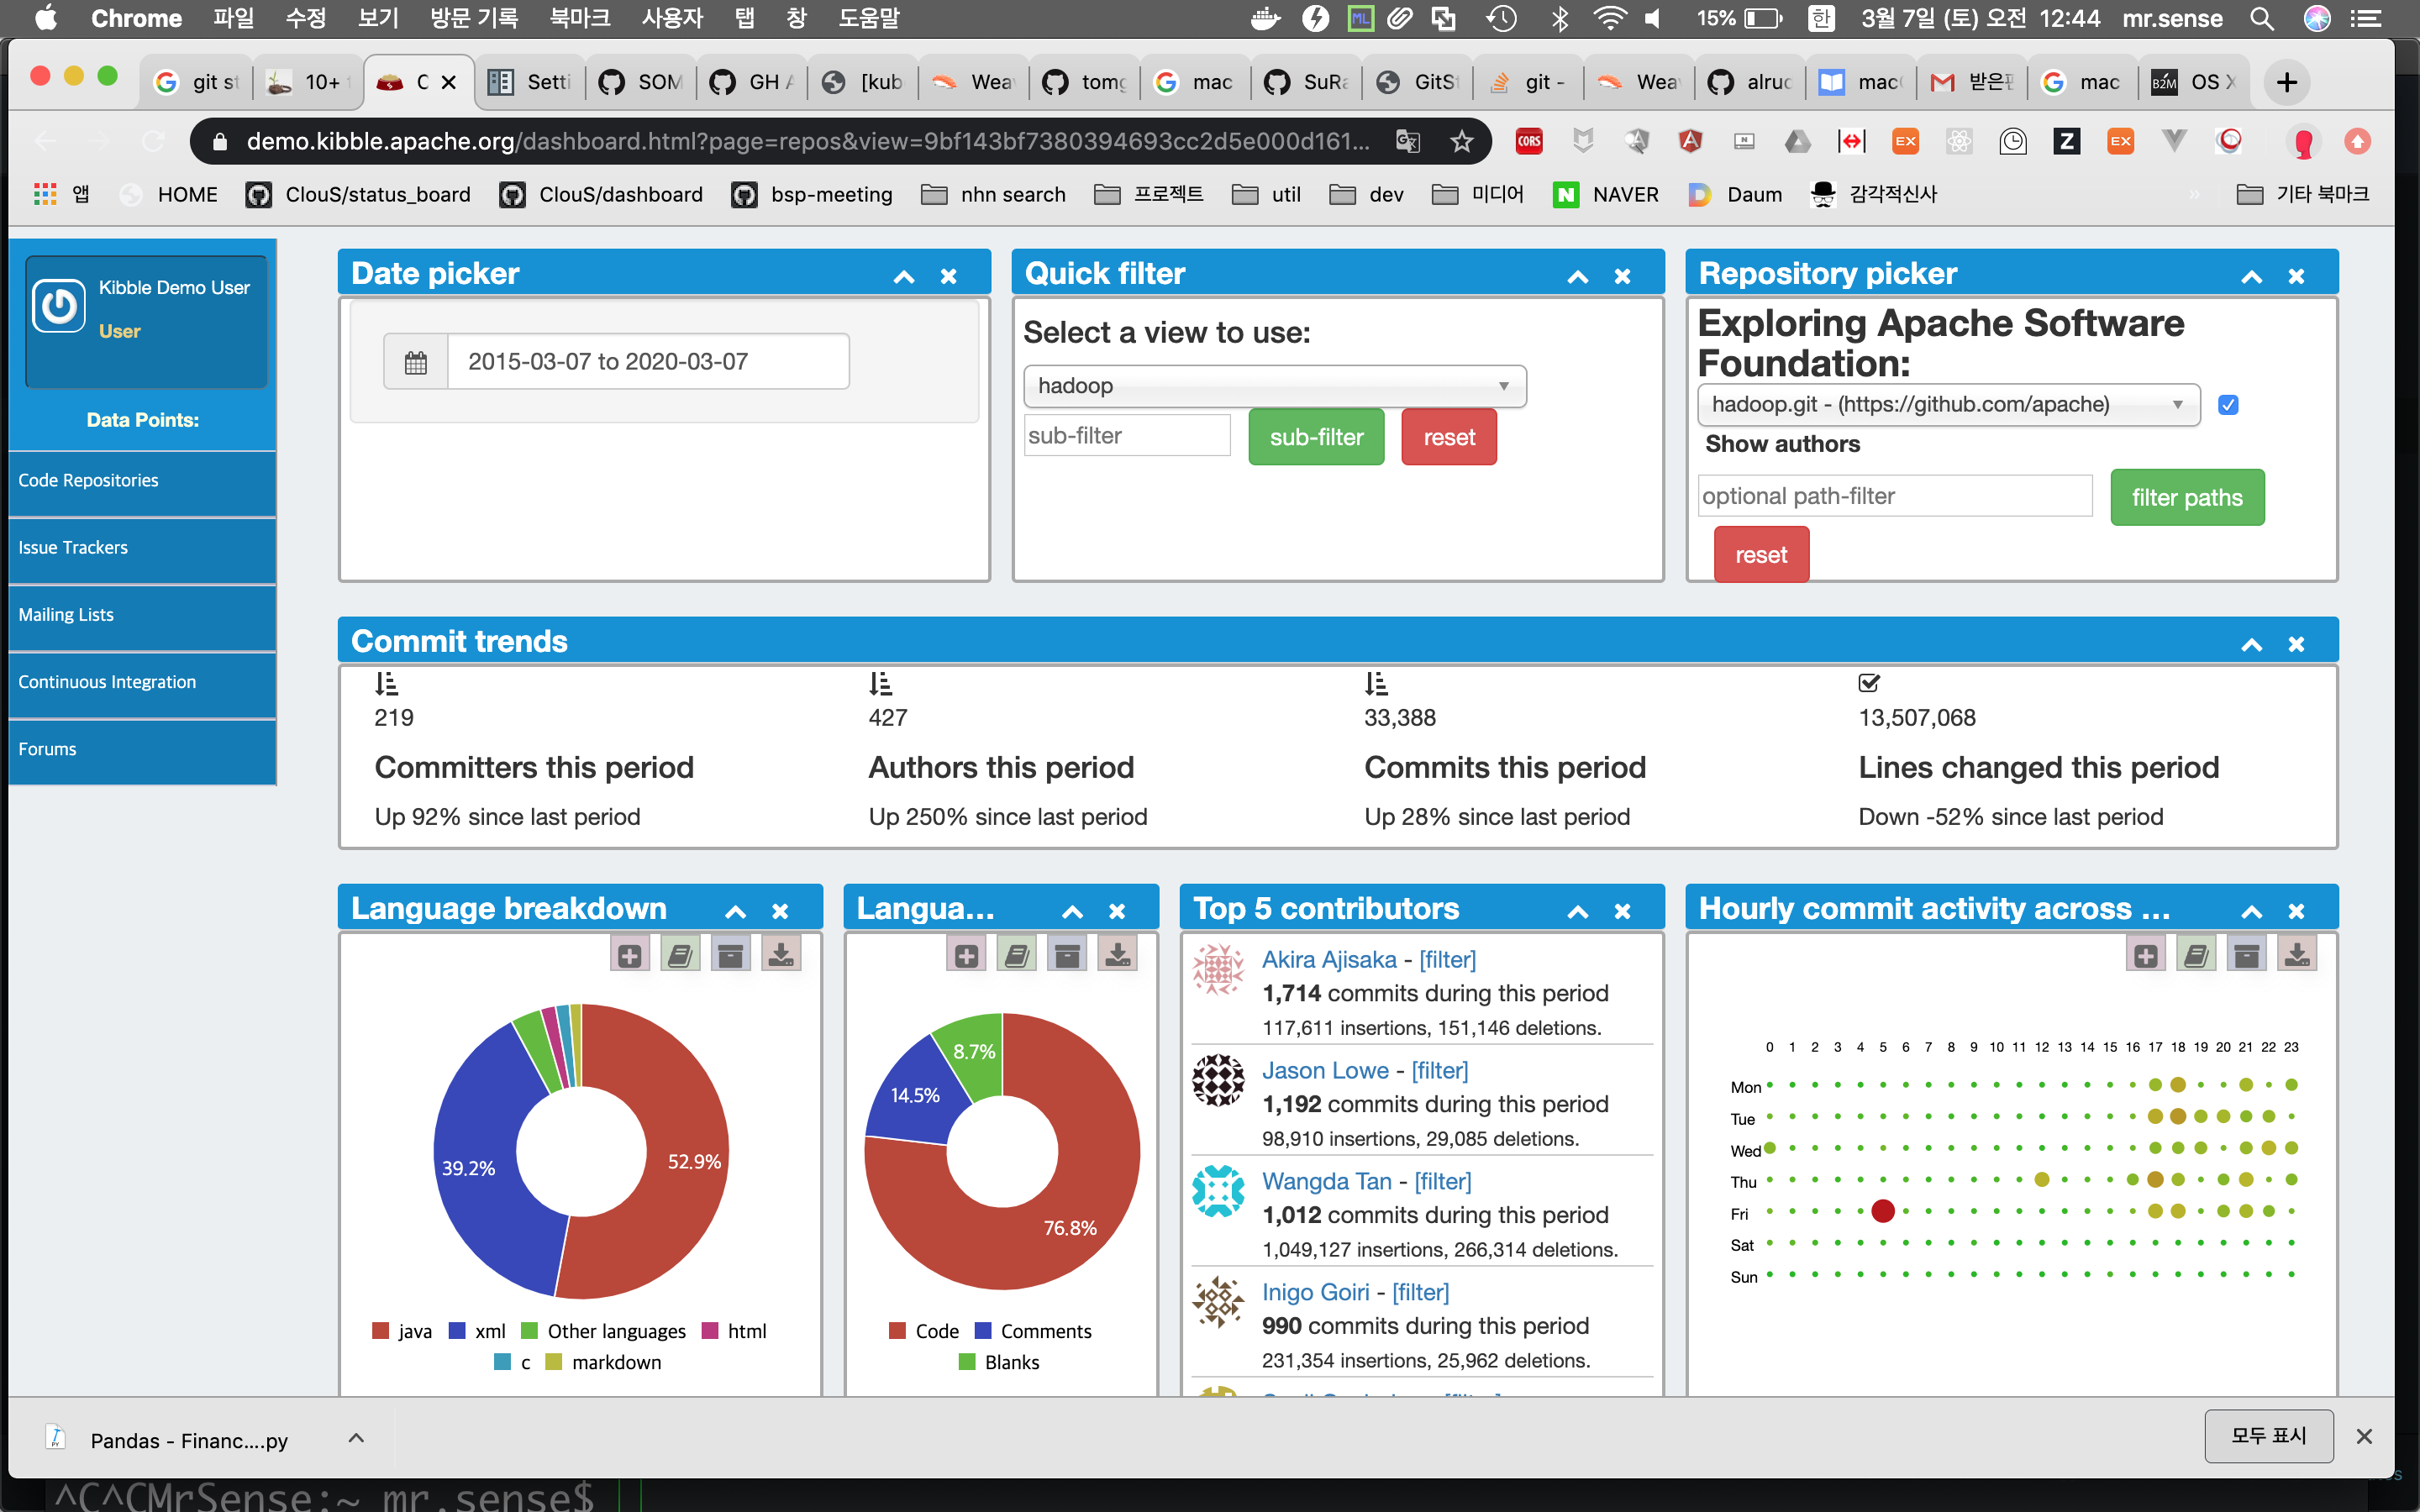 Chrome 파일 수정 보기 방문 기록 북마크 사용자 탭 창 도움말 ML 15% 한 3월 7일 (토) 오전 12:44 mr.sense
git st 10+ C Setti SOM GH A [kub Wea tomg mac SuRa GitSt git - Wea alruc mac 받은 mac B2M OS X
demo.kibble.apache.org/dashboard.html?page=repos&view=9bf143bf7380394693cc2d5e000d161... CORS EX Z EX
앱 HOME ClouS/status_board ClouS/dashboard bsp-meeting nhn search 프로젝트 util dev 미디어 NAVER Daum 감각적신사 » 기타 북마크
Kibble Demo User
User
Data Points:
Code Repositories
Issue Trackers
Mailing Lists
Continuous Integration
Forums
Date picker
2015-03-07 to 2020-03-07
Quick filter
Select a view to use:
hadoop
sub-filter sub-filter reset
Repository picker
Exploring Apache Software
Foundation:
hadoop.git - (https://github.com/apache)
Show authors
optional path-filter filter paths
reset
Commit trends
219
Committers this period
Up 92% since last period
427
Authors this period
Up 250% since last period
33,388
Commits this period
Up 28% since last period
13,507,068
Lines changed this period
Down -52% since last period
Language breakdown
39.2% 52.9%
java xml Other languages html
c markdown
Langua...
8.7%
14.5%
76.8%
Code Comments
Blanks
Top 5 contributors
Akira Ajisaka - [filter]
1,714 commits during this period
117,611 insertions, 151,146 deletions.
Jason Lowe - [filter]
1,192 commits during this period
98,910 insertions, 29,085 deletions.
Wangda Tan - [filter]
1,012 commits during this period
1,049,127 insertions, 266,314 deletions.
Inigo Goiri - [filter]
990 commits during this period
231,354 insertions, 25,962 deletions.
Hourly commit activity across ...
0 1 2 3 4 5 6 7 8 9 10 11 12 13 14 15 16 17 18 19 20 21 22 23
Mon
Tue
Wed
Thu
Fri
Sat
Sun
Pandas - Financ....py 모두 표시
^C^CMrSense:~ mr.sense$